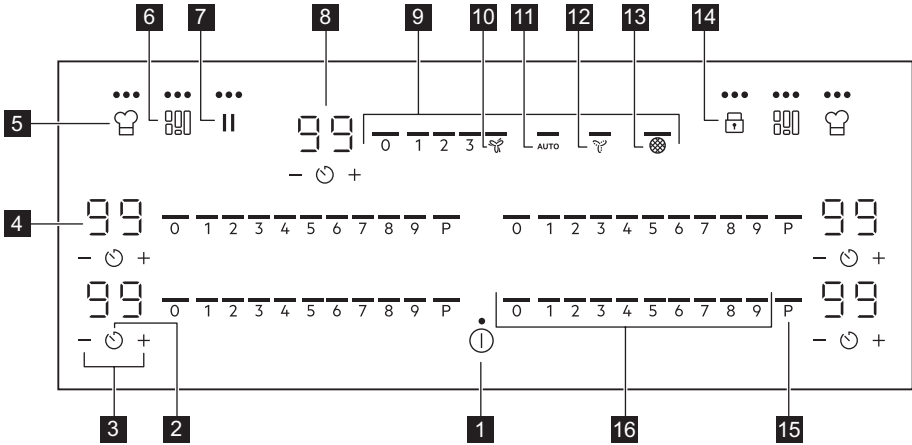 6 7 8 9 10 11 12 13 14
5
99 0 1 2 3 AUTO
− +
4 99 0 1 2 3 4 5 6 7 8 9 P 0 1 2 3 4 5 6 7 8 9 P 99
− + − +
99 0 1 2 3 4 5 6 7 8 9 P 0 1 2 3 4 5 6 7 8 9 P 99
− + − +
3 2 1 16 15